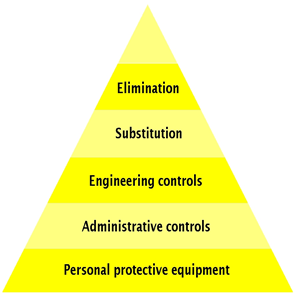 Elimination
Substitution
Engineering controls
Administrative controls
Personal protective equipment